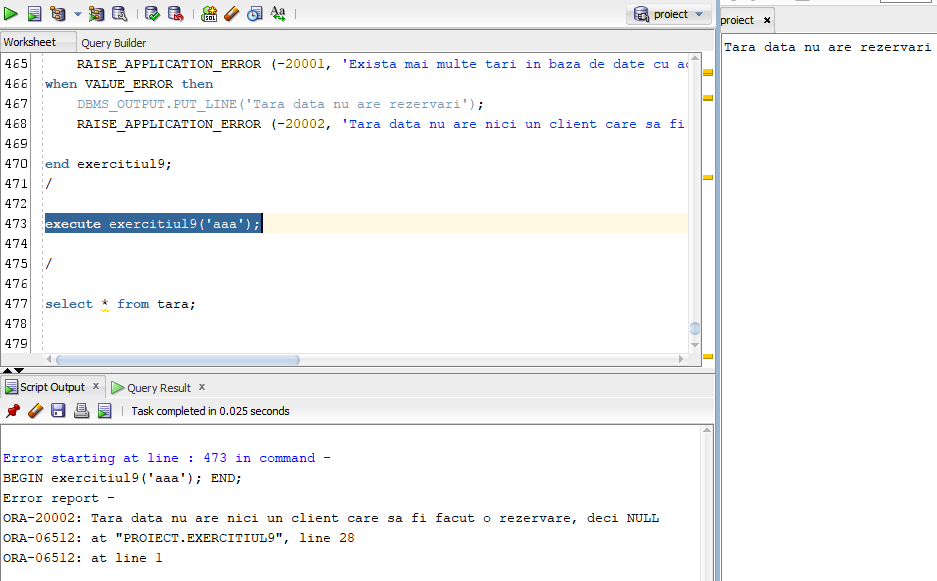 proiect
Worksheet Query Builder
465 RAISE_APPLICATION_ERROR (-20001, 'Exista mai multe tari in baza de date cu ac
466 when VALUE_ERROR then
467 DBMS_OUTPUT.PUT_LINE('Tara data nu are rezervari');
468 RAISE_APPLICATION_ERROR (-20002, 'Tara data nu are nici un client care sa fi
469
470 end exercitiul9;
471 /
472
473 execute exercitiul9('aaa');
474
475 /
476
477 select * from tara;
478
479
Script Output x Query Result x
Task completed in 0.025 seconds
Error starting at line : 473 in command -
BEGIN exercitiul9('aaa'); END;
Error report -
ORA-20002: Tara data nu are nici un client care sa fi facut o rezervare, deci NULL
ORA-06512: at "PROIECT.EXERCITIUL9", line 28
ORA-06512: at line 1
proiect x
Tara data nu are rezervari